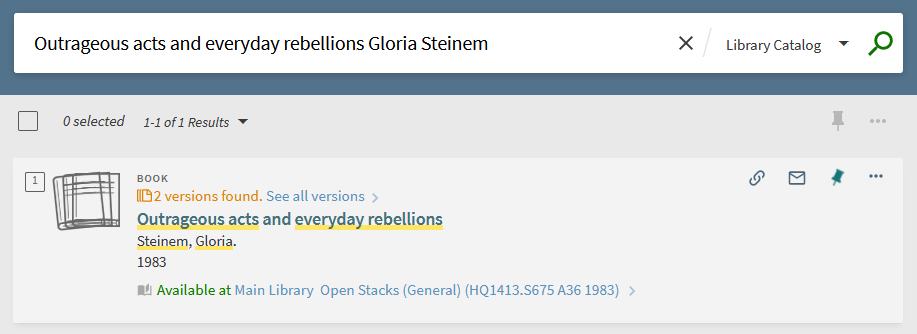 Outrageous acts and everyday rebellions Gloria Steinem
Library Catalog
0 selected 1-1 of 1 Results
1
BOOK
2 versions found. See all versions
Outrageous acts and everyday rebellions
Steinem, Gloria.
1983
Available at Main Library Open Stacks (General) (HQ1413.S675 A36 1983)